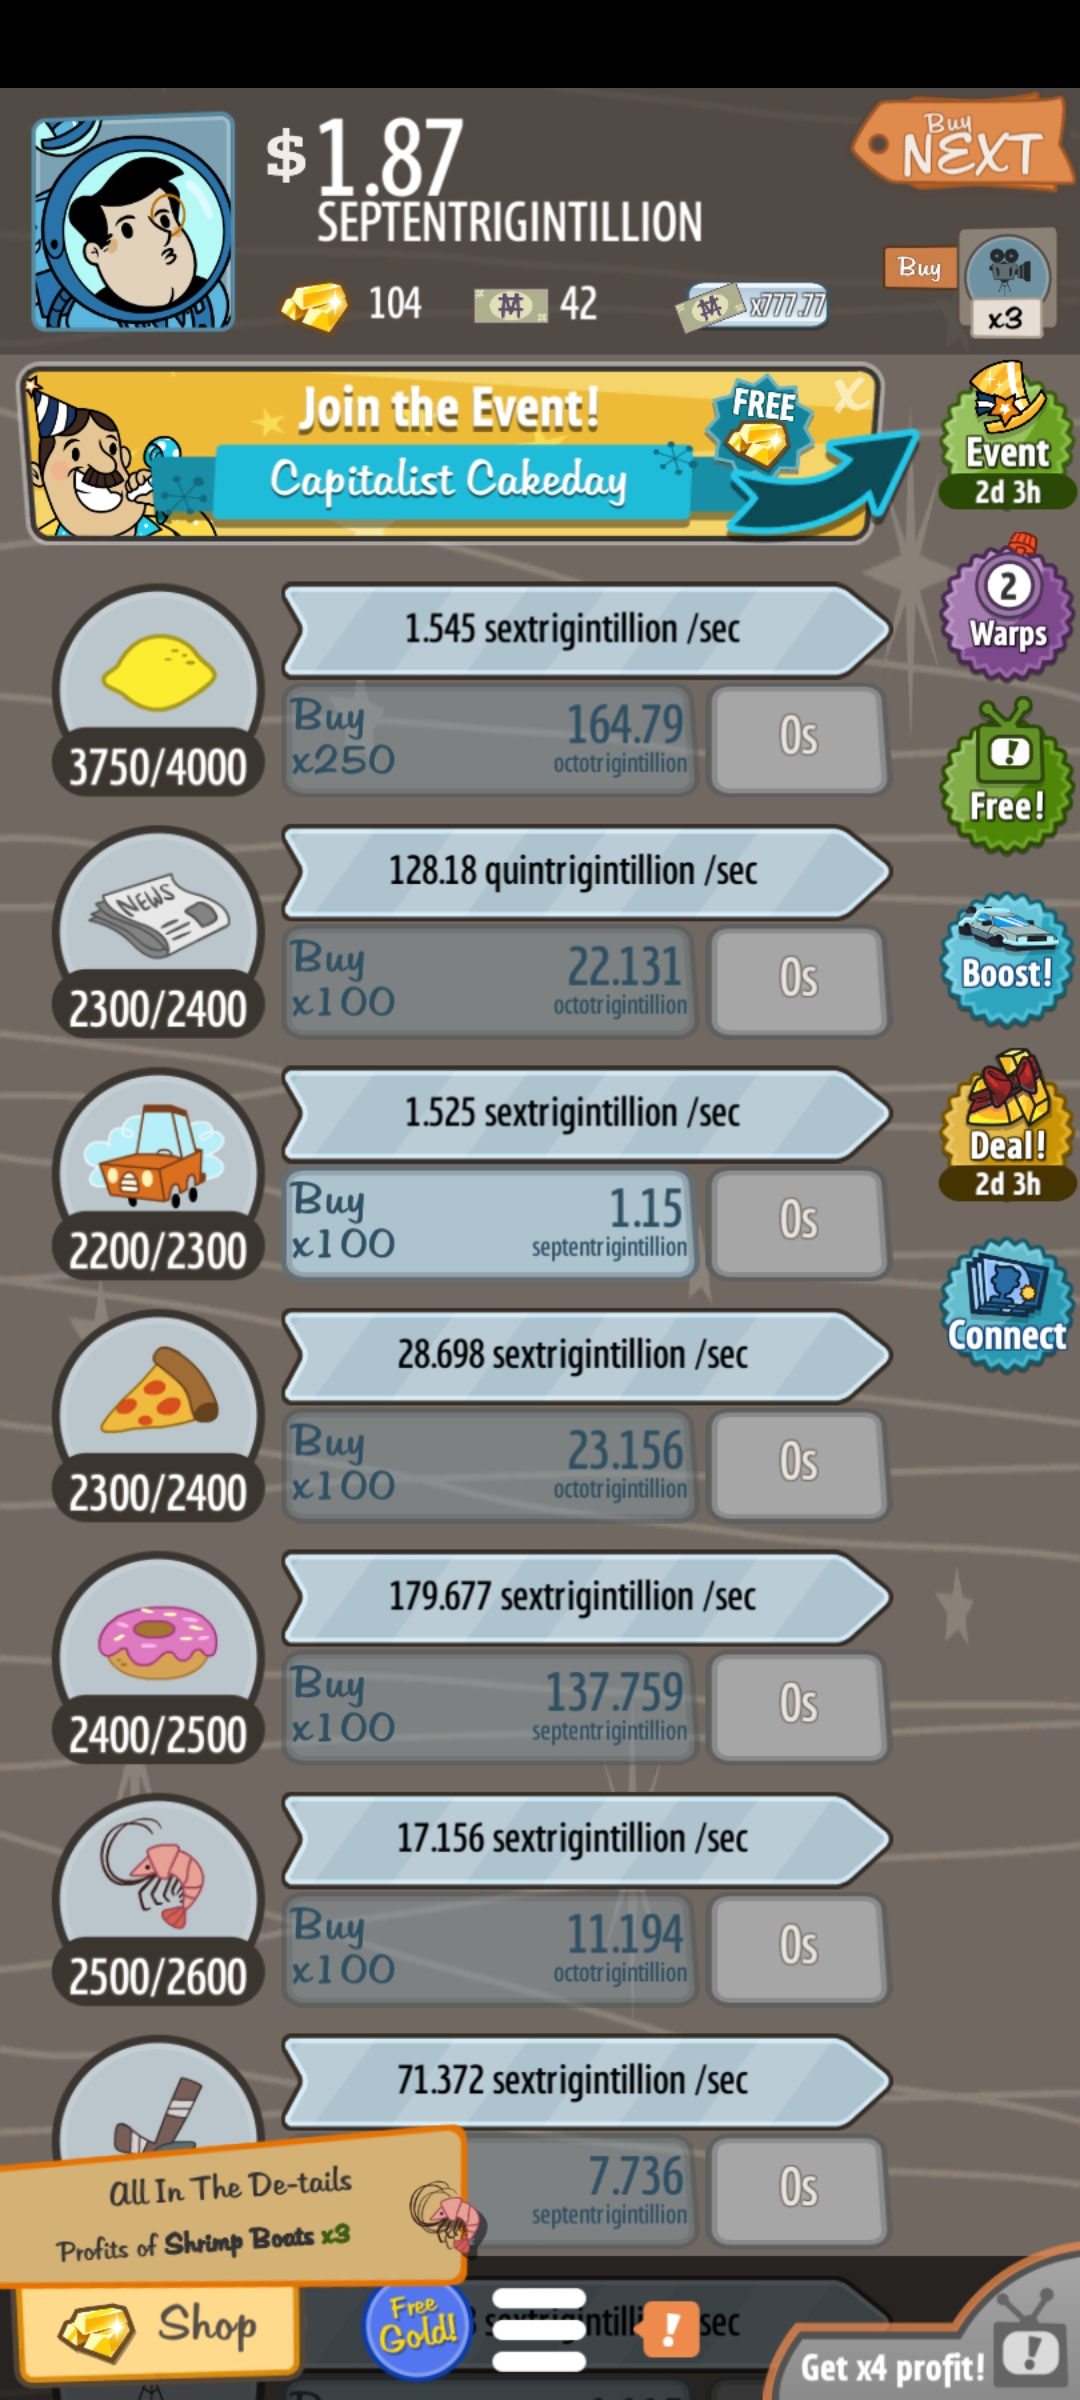 $1.87
SEPTENTRIGINTILLION
Buy
NEXT
104
42
x777.77
Buy
x3
Join the Event!
Capitalist Cakeday
FREE
X
Event
2d 3h
1.545 sextrigintillion /sec
Buy
x250
164.79
octotrigintillion
0s
3750/4000
2
Warps
!
Free!
128.18 quintrigintillion /sec
NEWS
Buy
x100
22.131
octotrigintillion
0s
2300/2400
Boost!
1.525 sextrigintillion /sec
Buy
x100
1.15
septentrigintillion
0s
2200/2300
Deal!
2d 3h
Connect
28.698 sextrigintillion /sec
Buy
x100
23.156
octotrigintillion
0s
2300/2400
179.677 sextrigintillion /sec
Buy
x100
137.759
septentrigintillion
0s
2400/2500
17.156 sextrigintillion /sec
Buy
x100
11.194
octotrigintillion
0s
2500/2600
71.372 sextrigintillion /sec
7.736
septentrigintillion
0s
All In The De-tails
Profits of Shrimp Boats x3
Shop
Free
Gold!
!
sec
Get x4 profit!
!